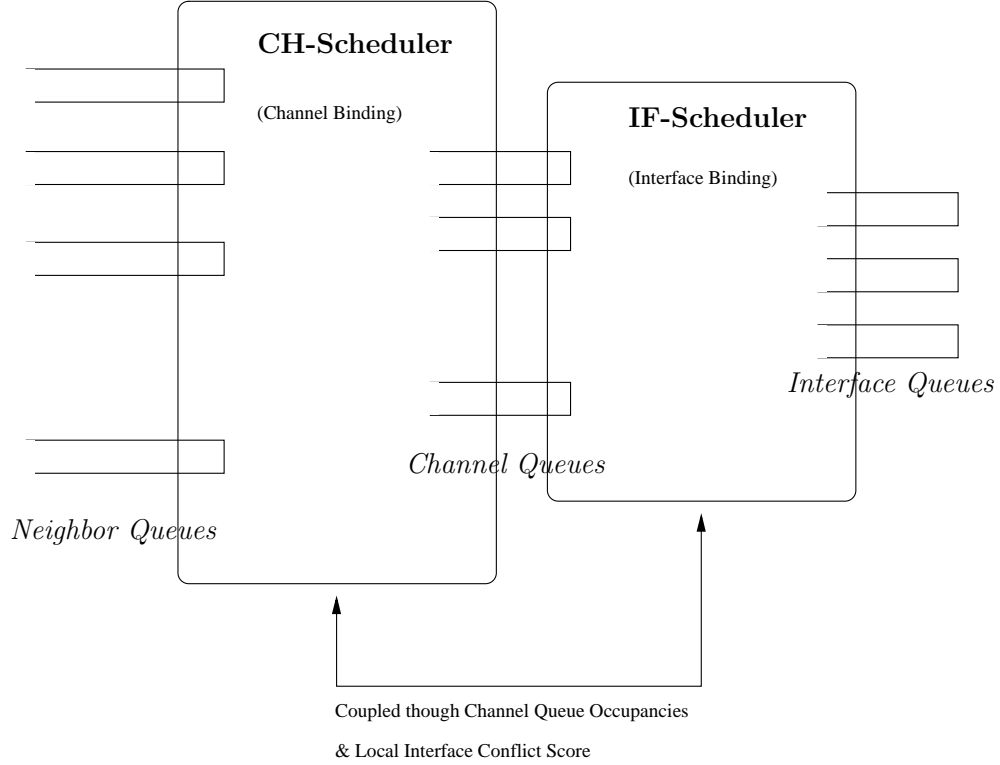 CH-Scheduler
(Channel Binding)
IF-Scheduler
(Interface Binding)
Interface Queues
Channel Queues
Neighbor Queues
Coupled though Channel Queue Occupancies
& Local Interface Conflict Score